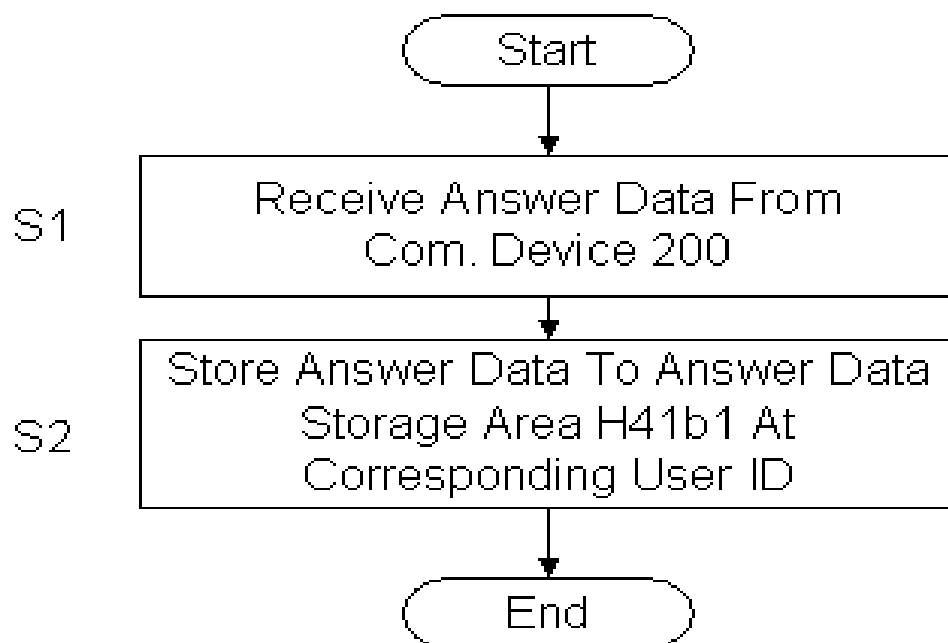 Start
S1
Receive Answer Data From
Com. Device 200
S2
Store Answer Data To Answer Data
Storage Area H41b1 At
Corresponding User ID
End